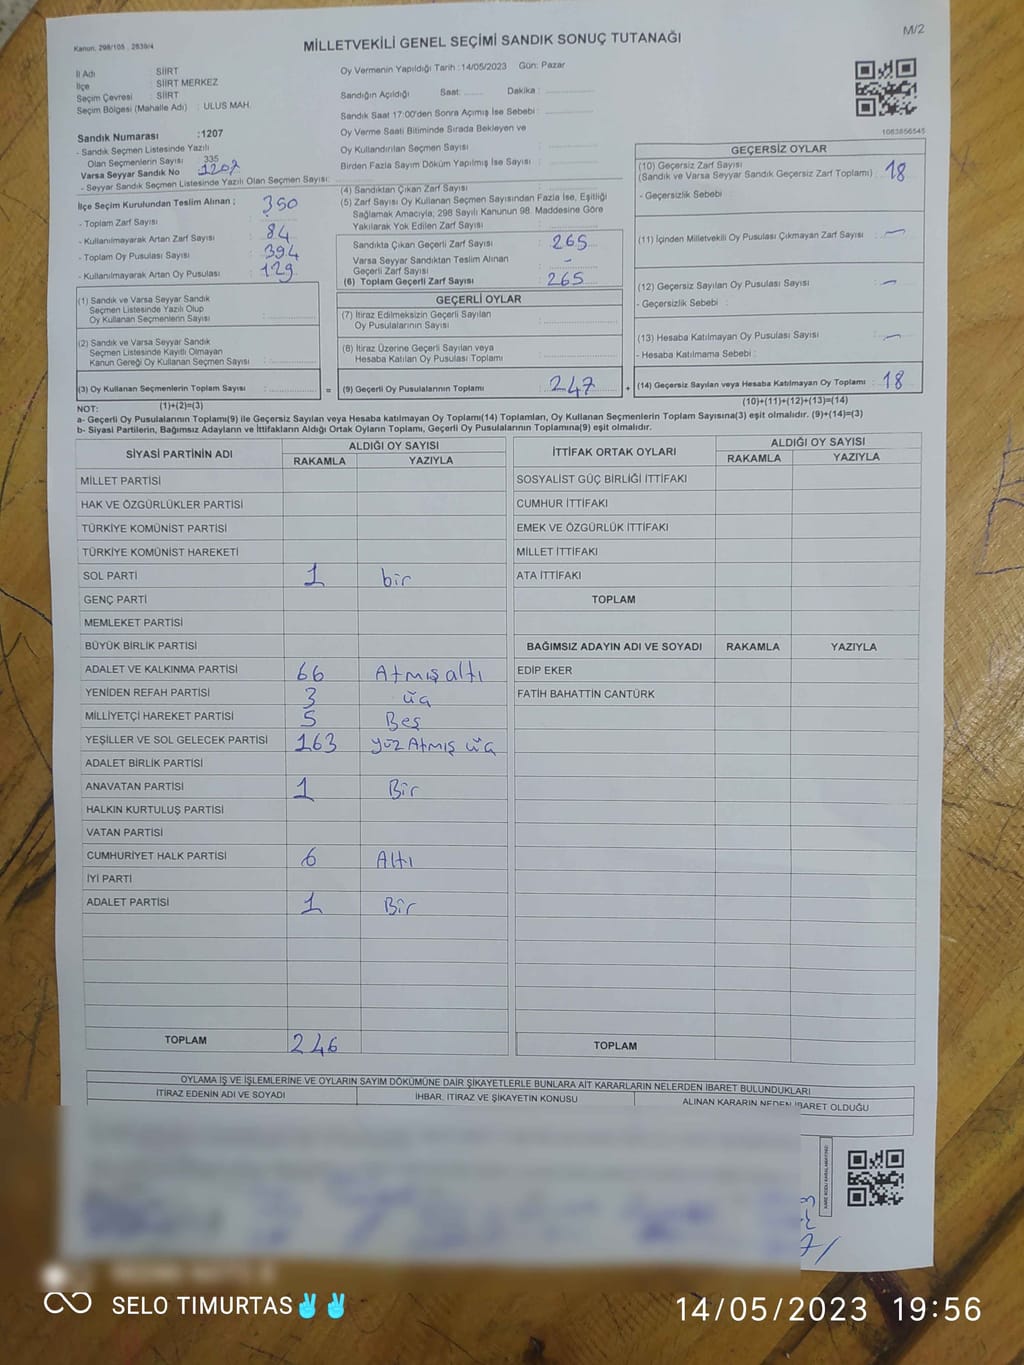 Kanun, 298/105 , 2839/4
MİLLETVEKİLİ GENEL SEÇİMİ SANDIK SONUÇ TUTANAĞI
M/2
İl Adı : SİİRT
İlçe : SİİRT MERKEZ
Seçim Çevresi : SİİRT
Seçim Bölgesi (Mahalle Adı) : ULUS MAH.
Oy Vermenin Yapıldığı Tarih : 14/05/2023 Gün: Pazar
Sandığın Açıldığı Saat: Dakika :
Sandık Saat 17:00'den Sonra Açmış İse Sebebi :
Oy Verme Saati Bitiminde Sırada Bekleyen ve
Oy Kullandırılan Seçmen Sayısı :
Birden Fazla Sayım Döküm Yapılmış İse Sayısı :
1063856545
Sandık Numarası :1207
- Sandık Seçmen Listesinde Yazılı
Olan Seçmenlerin Sayısı : 335
Varsa Seyyar Sandık No : 1207
- Seyyar Sandık Seçmen Listesinde Yazılı Olan Seçmen Sayısı:
İlçe Seçim Kurulundan Teslim Alınan ;
- Toplam Zarf Sayısı : 350
- Kullanılmayarak Artan Zarf Sayısı : 84
- Toplam Oy Pusulası Sayısı : 394
- Kullanılmayarak Artan Oy Pusulası : 129
(4) Sandıktan Çıkan Zarf Sayısı :
(5) Zarf Sayısı Oy Kullanan Seçmen Sayısından Fazla İse, Eşitliği
Sağlamak Amacıyla, 298 Sayılı Kanunun 98. Maddesine Göre
Yakılarak Yok Edilen Zarf Sayısı :
Sandıkta Çıkan Geçerli Zarf Sayısı : 265
Varsa Seyyar Sandıktan Teslim Alınan
Geçerli Zarf Sayısı : -
(6) Toplam Geçerli Zarf Sayısı : 265
GEÇERLİ OYLAR
(7) İtiraz Edilmeksizin Geçerli Sayılan
Oy Pusulalarının Sayısı :
(8) İtiraz Üzerine Geçerli Sayılan veya
Hesaba Katılan Oy Pusulası Toplamı :
(9) Geçerli Oy Pusulalarının Toplamı : 247
GEÇERSİZ OYLAR
(10) Geçersiz Zarf Sayısı
(Sandık ve Varsa Seyyar Sandık Geçersiz Zarf Toplamı) : 18
- Geçersizlik Sebebi :
(11) İçinden Milletvekili Oy Pusulası Çıkmayan Zarf Sayısı : -
(12) Geçersiz Sayılan Oy Pusulası Sayısı : -
- Geçersizlik Sebebi :
(13) Hesaba Katılmayan Oy Pusulası Sayısı : -
- Hesaba Katılmama Sebebi :
(14) Geçersiz Sayılan veya Hesaba Katılmayan Oy Toplamı : 18
(10)+(11)+(12)+(13)=(14)
(1) Sandık ve Varsa Seyyar Sandık
Seçmen Listesinde Yazılı Olup
Oy Kullanan Seçmenlerin Sayısı :
(2) Sandık ve Varsa Seyyar Sandık
Seçmen Listesinde Kayıtlı Olmayan
Kanun Gereği Oy Kullanan Seçmen Sayısı :
(3) Oy Kullanan Seçmenlerin Toplam Sayısı :
=
+
(1)+(2)=(3)
NOT:
a- Geçerli Oy Pusulalarının Toplamı(9) ile Geçersiz Sayılan veya Hesaba katılmayan Oy Toplamı(14) Toplamları, Oy Kullanan Seçmenlerin Toplam Sayısına(3) eşit olmalıdır. (9)+(14)=(3)
b- Siyasi Partilerin, Bağımsız Adayların ve İttifakların Aldığı Ortak Oyların Toplamı, Geçerli Oy Pusulalarının Toplamına(9) eşit olmalıdır.
SİYASİ PARTİNİN ADI ALDIĞI OY SAYISI
RAKAMLA YAZIYLA
MİLLET PARTİSİ
HAK VE ÖZGÜRLÜKLER PARTİSİ
TÜRKİYE KOMÜNİST PARTİSİ
TÜRKİYE KOMÜNİST HAREKETİ
SOL PARTİ 1 bir
GENÇ PARTİ
MEMLEKET PARTİSİ
BÜYÜK BİRLİK PARTİSİ
ADALET VE KALKINMA PARTİSİ 66 Atmış altı
YENİDEN REFAH PARTİSİ 3 üç
MİLLİYETÇİ HAREKET PARTİSİ 5 Beş
YEŞİLLER VE SOL GELECEK PARTİSİ 163 yüz Atmış üç
ADALET BİRLİK PARTİSİ
ANAVATAN PARTİSİ 1 Bir
HALKIN KURTULUŞ PARTİSİ
VATAN PARTİSİ
CUMHURİYET HALK PARTİSİ 6 Altı
İYİ PARTİ
ADALET PARTİSİ 1 Bir
TOPLAM 246
İTTİFAK ORTAK OYLARI ALDIĞI OY SAYISI
RAKAMLA YAZIYLA
SOSYALİST GÜÇ BİRLİĞİ İTTİFAKI
CUMHUR İTTİFAKI
EMEK VE ÖZGÜRLÜK İTTİFAKI
MİLLET İTTİFAKI
ATA İTTİFAKI
TOPLAM
BAĞIMSIZ ADAYIN ADI VE SOYADI RAKAMLA YAZIYLA
EDİP EKER
FATİH BAHATTİN CANTÜRK
TOPLAM
OYLAMA İŞ VE İŞLEMLERİNE VE OYLARIN SAYIM DÖKÜMÜNE DAİR ŞİKAYETLERLE BUNLARA AİT KARARLARIN NELERDEN İBARET BULUNDUKLARI
İTİRAZ EDENİN ADI VE SOYADI İHBAR, İTİRAZ VE ŞİKAYETİN KONUSU ALINAN KARARIN NEDEN İBARET OLDUĞU
SELO TIMURTAS✌✌
14/05/2023 19:56